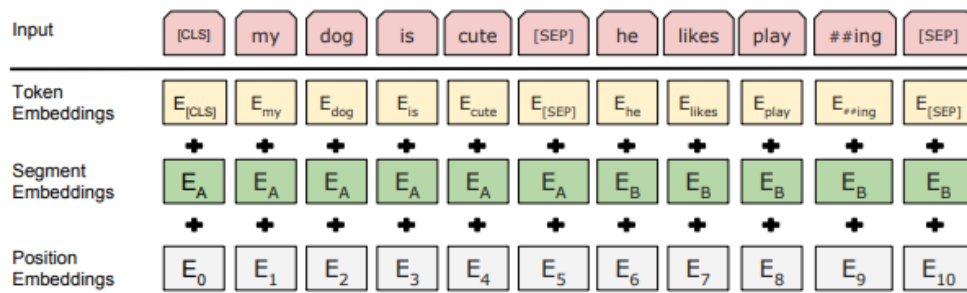 Input [CLS] my dog is cute [SEP] he likes play ##ing [SEP]
Token Embeddings E[CLS] Emy Edog Eis Ecute E[SEP] Ehe Elikes Eplay E##ing E[SEP]
+ + + + + + + + + + +
Segment Embeddings EA EA EA EA EA EA EB EB EB EB EB
+ + + + + + + + + + +
Position Embeddings E0 E1 E2 E3 E4 E5 E6 E7 E8 E9 E10